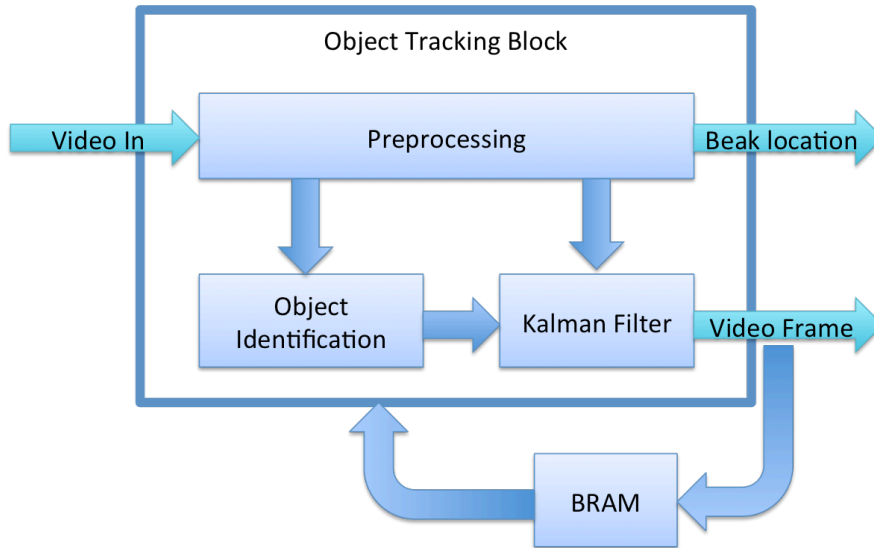 Object Tracking Block
Video In
Preprocessing
Beak location
Object
Identification
Kalman Filter
Video Frame
BRAM